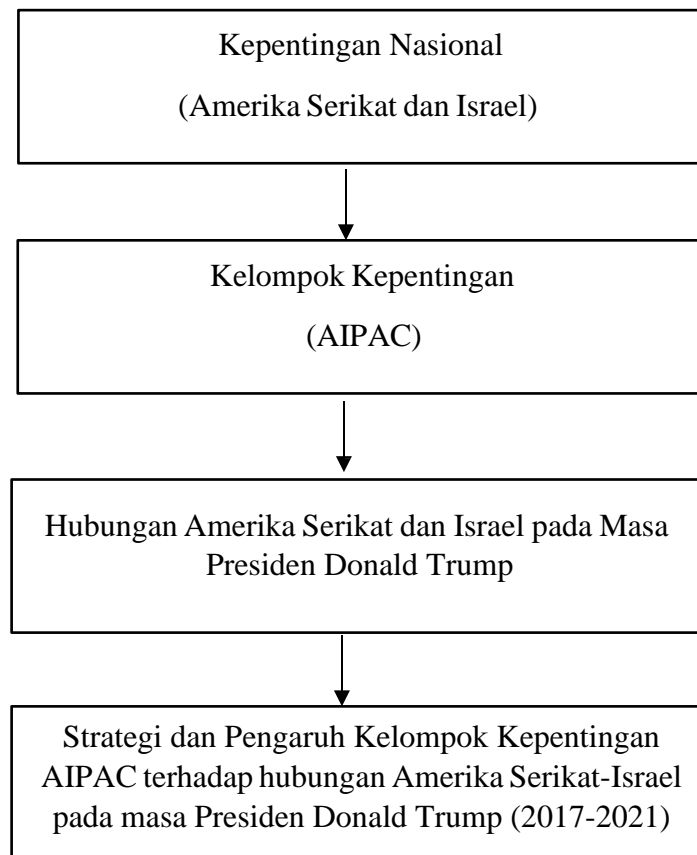 Kepentingan Nasional
(Amerika Serikat dan Israel)
Kelompok Kepentingan
(AIPAC)
Hubungan Amerika Serikat dan Israel pada Masa
Presiden Donald Trump
Strategi dan Pengaruh Kelompok Kepentingan
AIPAC terhadap hubungan Amerika Serikat-Israel
pada masa Presiden Donald Trump (2017-2021)